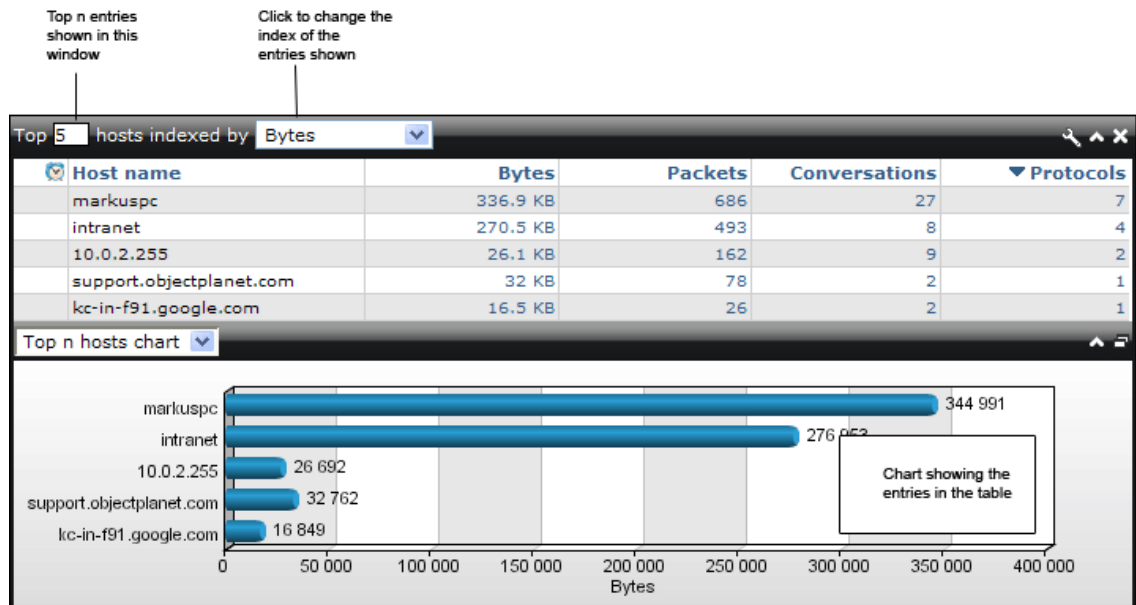 Top n entries
shown in this
window
Click to change the
index of the
entries shown
Top 5 hosts indexed by Bytes
Host name Bytes Packets Conversations Protocols
markuspc 336.9 KB 686 27 7
intranet 270.5 KB 493 8 4
10.0.2.255 26.1 KB 162 9 2
support.objectplanet.com 32 KB 78 2 1
kc-in-f91.google.com 16.5 KB 26 2 1
Top n hosts chart
markuspc 344 991
intranet 276
10.0.2.255 26 692
support.objectplanet.com 32 762
kc-in-f91.google.com 16 849
Chart showing the
entries in the table
0 50 000 100 000 150 000 200 000 250 000 300 000 350 000 400 000
Bytes